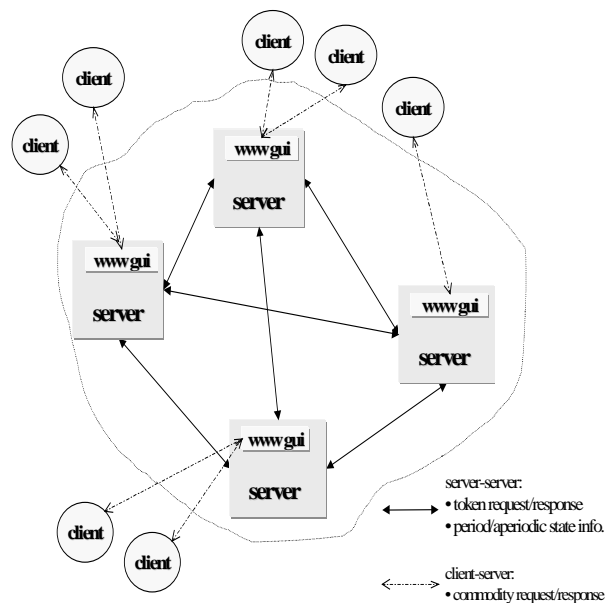 client
client
client
client
client
www gui
server
www gui
server
www gui
server
www gui
server
client
client
server-server:
• token request/response
• period/aperiodic state info.
client-server:
• commodity request/response